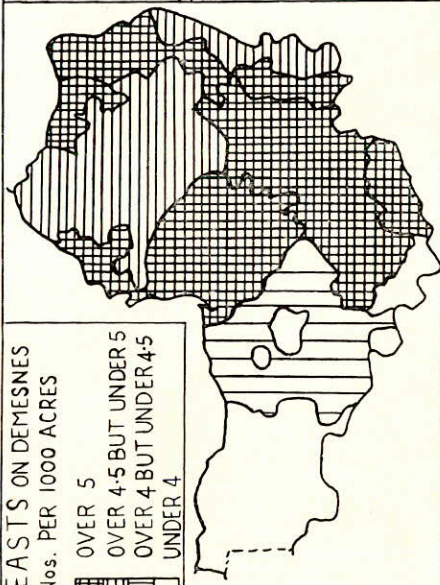 EASTS ON DEMESNES
Nos. PER 1000 ACRES
OVER 5
OVER 4·5 BUT UNDER 5
OVER 4 BUT UNDER 4·5
UNDER 4